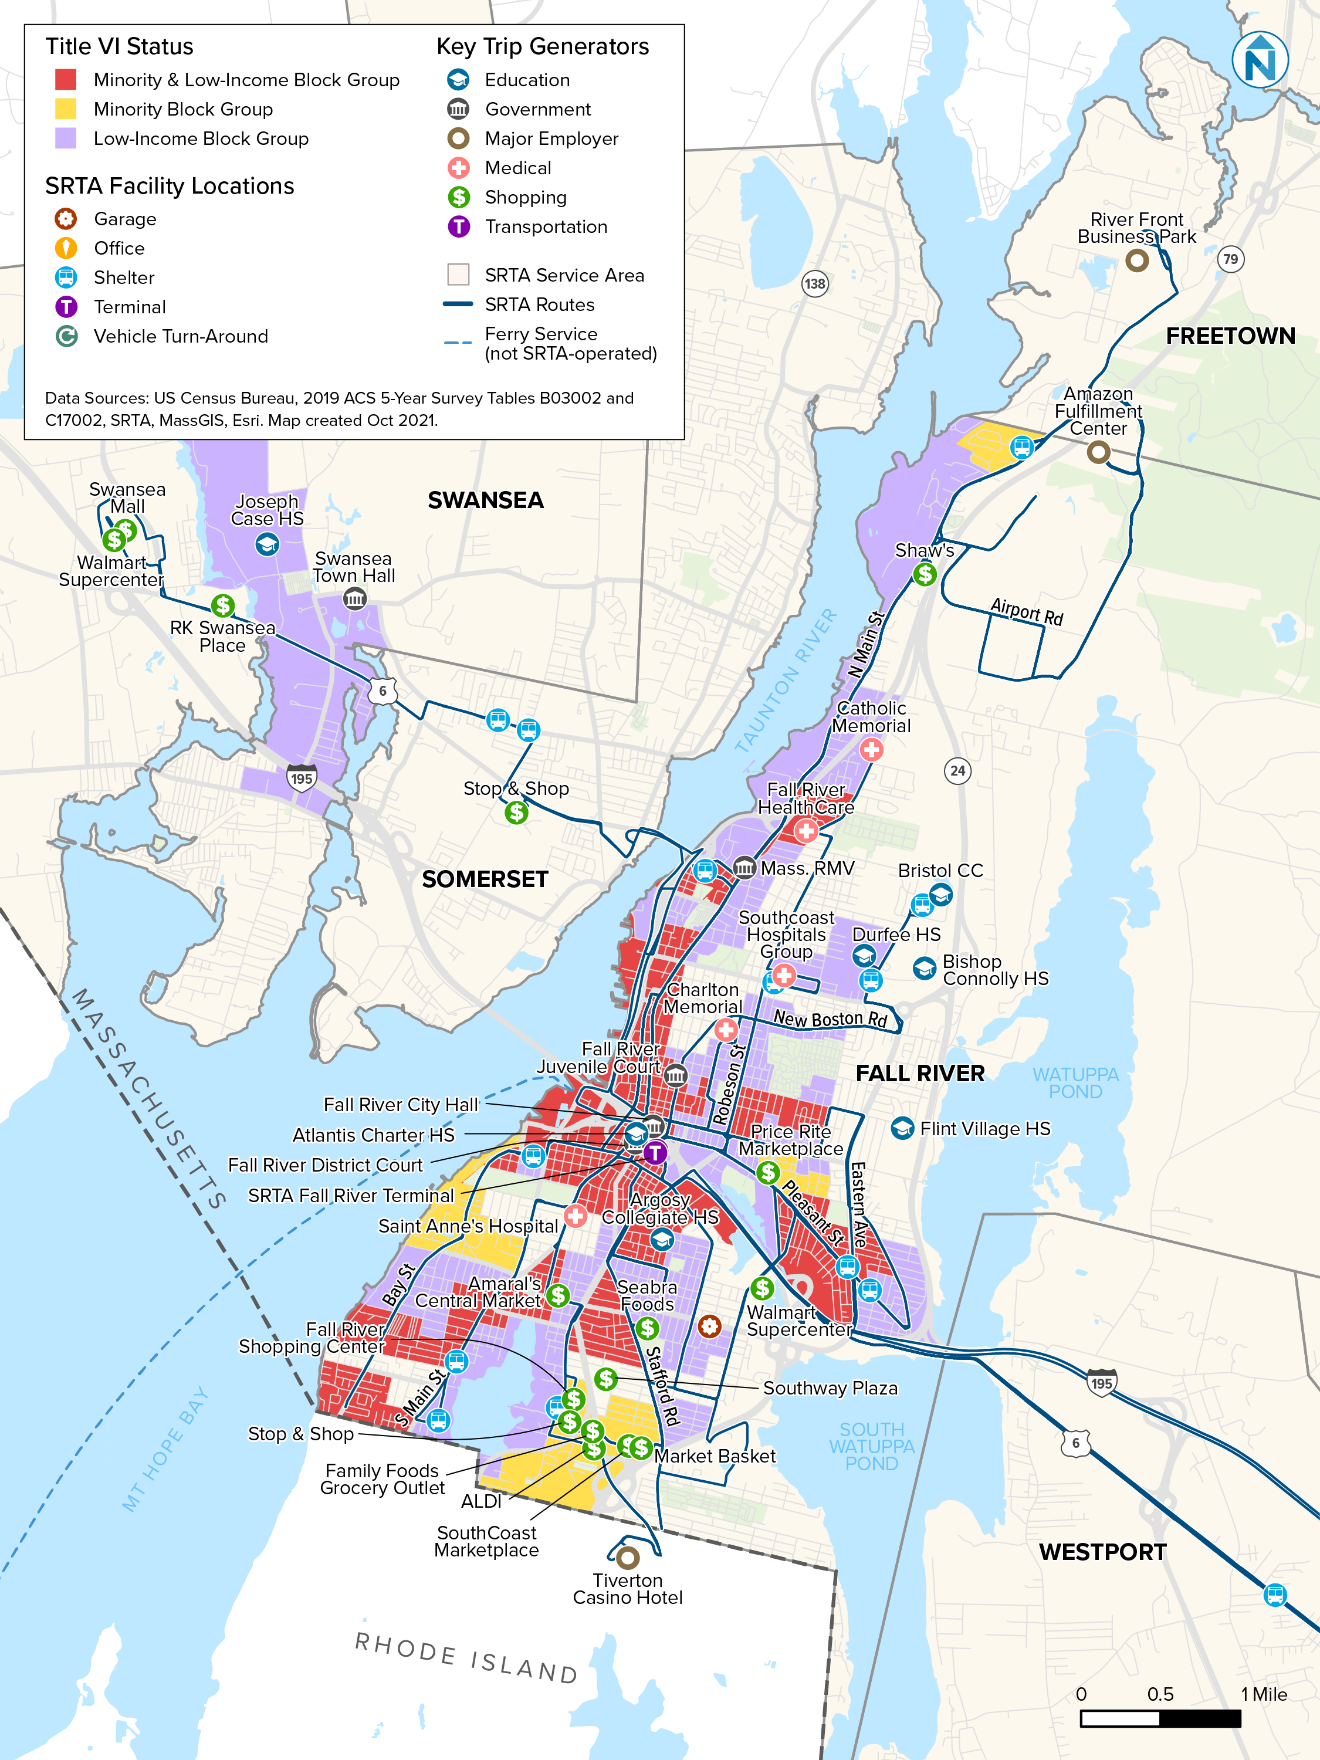 Title VI Status
Minority & Low-Income Block Group
Minority Block Group
Low-Income Block Group
SRTA Facility Locations
Garage
Office
Shelter
T Terminal
Vehicle Turn-Around
Key Trip Generators
Education
Government
Major Employer
Medical
$ Shopping
T Transportation
SRTA Service Area
SRTA Routes
Ferry Service
(not SRTA-operated)
Data Sources: US Census Bureau, 2019 ACS 5-Year Survey Tables B03002 and
C17002, SRTA, MassGIS, Esri. Map created Oct 2021.
N
River Front
Business Park
79
138
FREETOWN
Amazon
Fulfillment
Center
Swansea
Mall
Joseph
Case HS
SWANSEA
Walmart
Supercenter
Swansea
Town Hall
Shaw's
RK Swansea
Place
Airport Rd
N Main St
TAUNTON RIVER
6
Catholic
Memorial
195
24
Stop & Shop
Fall River
HealthCare
SOMERSET
Mass. RMV
Bristol CC
Southcoast
Hospitals
Group
Durfee HS
Bishop
Connolly HS
Charlton
Memorial
New Boston Rd
MASSACHUSETTS
Fall River
Juvenile Court
Robeson St
FALL RIVER
WATUPPA
POND
Fall River City Hall
Atlantis Charter HS
Fall River District Court
SRTA Fall River Terminal
Price Rite
Marketplace
Flint Village HS
Pleasant St
Eastern Ave
Argosy
Collegiate HS
Saint Anne's Hospital
Bay St
Amaral's
Central Market
Seabra
Foods
Walmart
Supercenter
Fall River
Shopping Center
Stafford Rd
S Main St
Southway Plaza
195
6
MT HOPE BAY
Stop & Shop
SOUTH
WATUPPA
POND
Market Basket
Family Foods
Grocery Outlet
ALDI
SouthCoast
Marketplace
WESTPORT
Tiverton
Casino Hotel
RHODE ISLAND
0 0.5 1 Mile